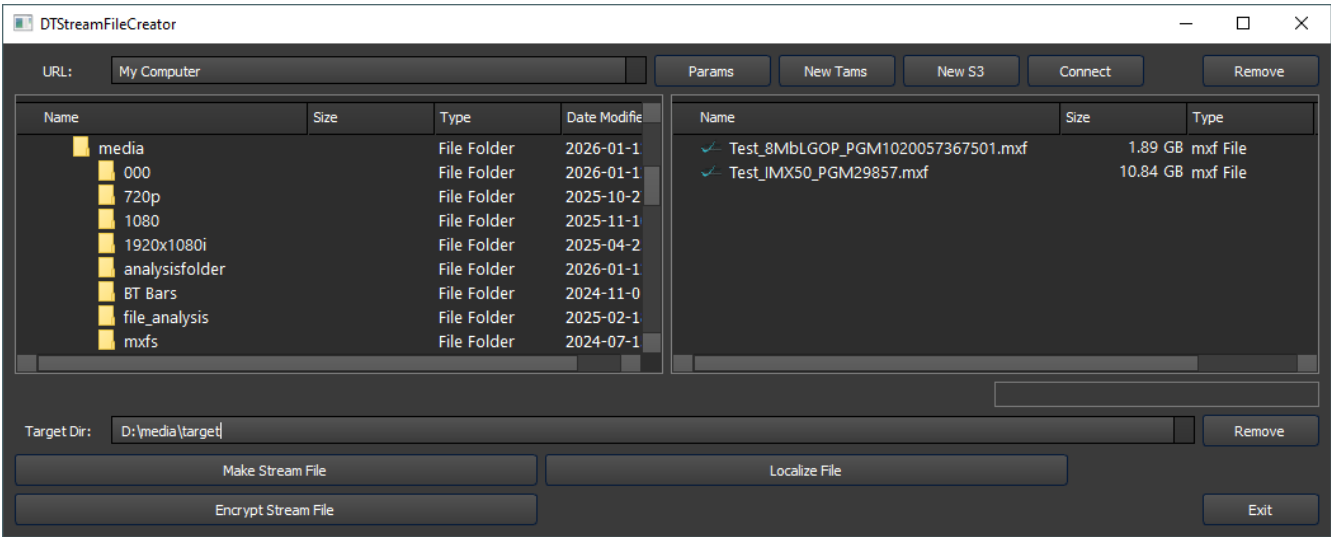 DTStreamFileCreator
URL: My Computer Params New Tams New S3 Connect Remove
Name Size Type Date Modifie Name Size Type
media File Folder 2026-01-1 Test_8MbLGOP_PGM1020057367501.mxf 1.89 GB mxf File
000 File Folder 2026-01-1 Test_IMX50_PGM29857.mxf 10.84 GB mxf File
720p File Folder 2025-10-2
1080 File Folder 2025-11-1
1920x1080i File Folder 2025-04-2
analysisfolder File Folder 2026-01-1
BT Bars File Folder 2024-11-0
file_analysis File Folder 2025-02-1
mxfs File Folder 2024-07-1
Target Dir: D:\media\target Remove
Make Stream File Localize File
Encrypt Stream File Exit